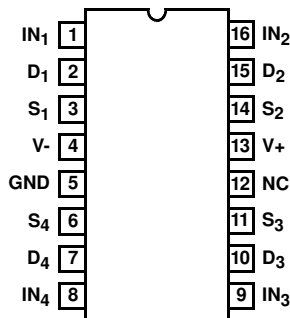 IN1 1 16 IN2
D1 2 15 D2
S1 3 14 S2
V- 4 13 V+
GND 5 12 NC
S4 6 11 S3
D4 7 10 D3
IN4 8 9 IN3